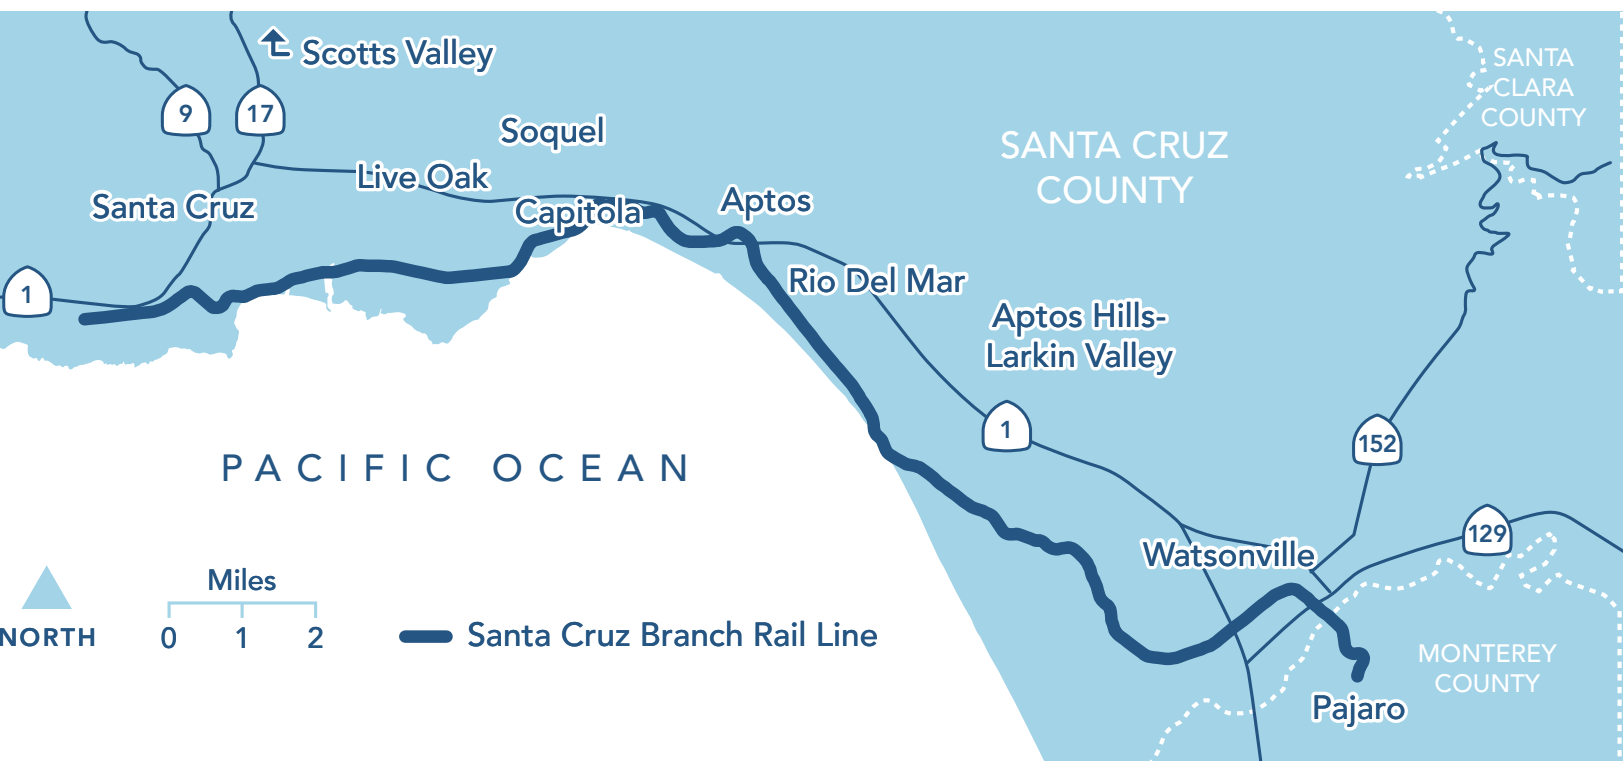 Scotts Valley
SANTA
CLARA
COUNTY
9
17
Soquel
SANTA CRUZ
COUNTY
Live Oak
Santa Cruz
Capitola
Aptos
1
Rio Del Mar
Aptos Hills-
Larkin Valley
1
152
PACIFIC OCEAN
129
Watsonville
Miles
0 1 2
NORTH
Santa Cruz Branch Rail Line
MONTEREY
COUNTY
Pajaro